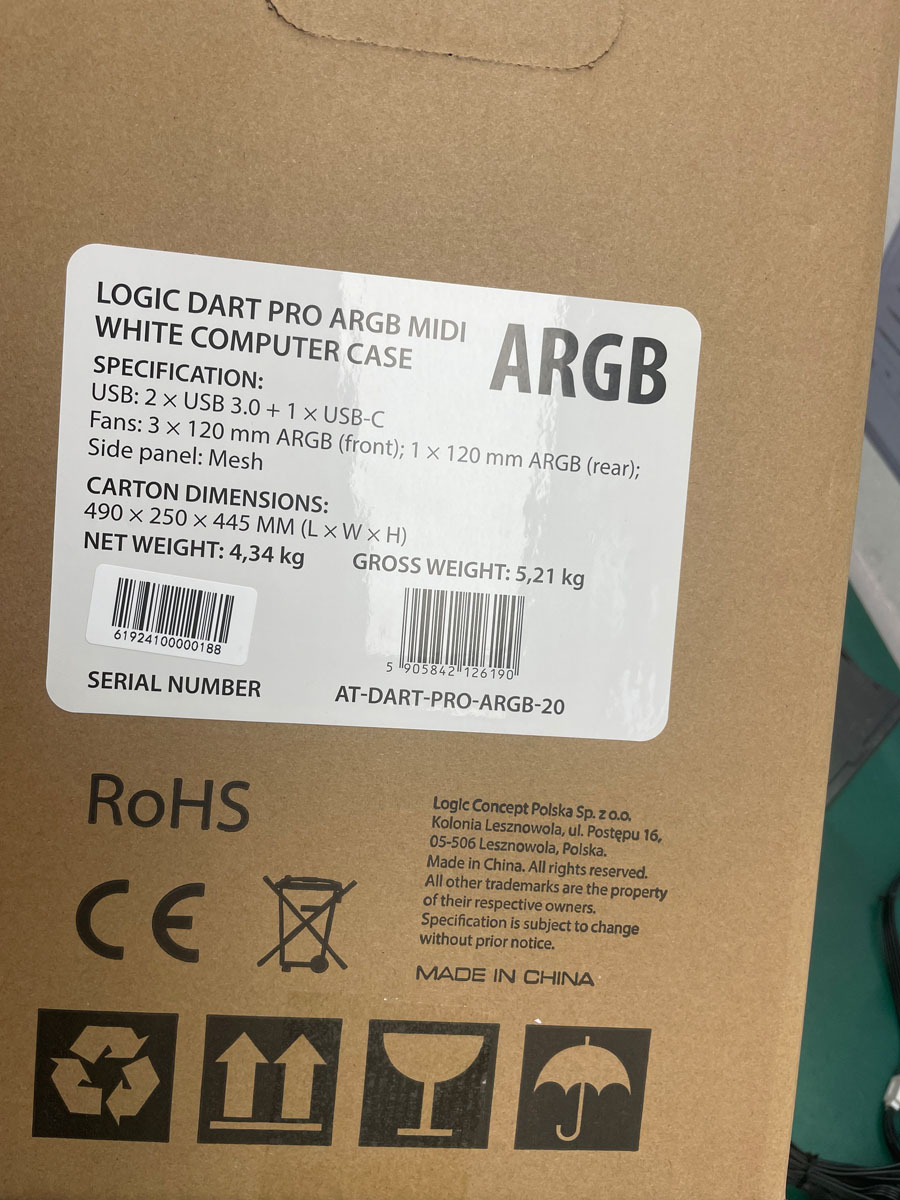 LOGIC DART PRO ARGB MIDI
WHITE COMPUTER CASE
ARGB
SPECIFICATION:
USB: 2 × USB 3.0 + 1 × USB-C
Fans: 3 × 120 mm ARGB (front); 1 × 120 mm ARGB (rear);
Side panel: Mesh
CARTON DIMENSIONS:
490 × 250 × 445 MM (L × W × H)
NET WEIGHT: 4,34 kg
GROSS WEIGHT: 5,21 kg
61924100000188
5 905842 126190
SERIAL NUMBER
AT-DART-PRO-ARGB-20
RoHS
CE
Logic Concept Polska Sp. z o.o.
Kolonia Lesznowola, ul. Postępu 16,
05-506 Lesznowola, Polska.
Made in China. All rights reserved.
All other trademarks are the property
of their respective owners.
Specification is subject to change
without prior notice.
MADE IN CHINA